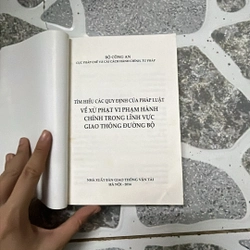 BỘ CÔNG AN
CỤC PHÁP CHẾ VÀ CẢI CÁCH HÀNH CHÍNH, TƯ PHÁP
TÌM HIỂU CÁC QUY ĐỊNH CỦA PHÁP LUẬT
VỀ XỬ PHẠT VI PHẠM HÀNH
CHÍNH TRONG LĨNH VỰC
GIAO THÔNG ĐƯỜNG BỘ
NHÀ XUẤT BẢN GIAO THÔNG VẬN TẢI
HÀ NỘI - 2014